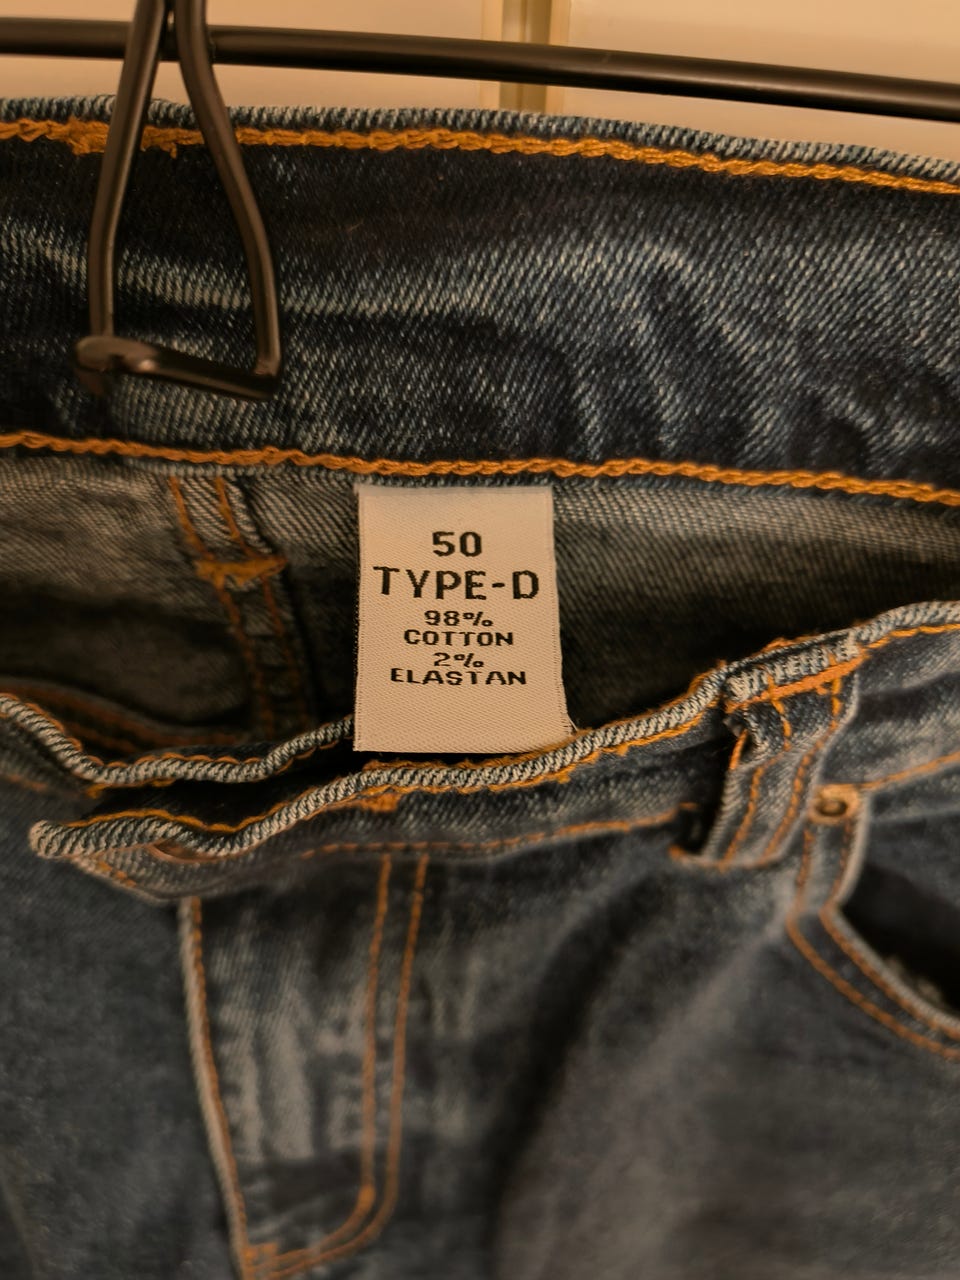 50
TYPE-D
98%
COTTON
2%
ELASTAN